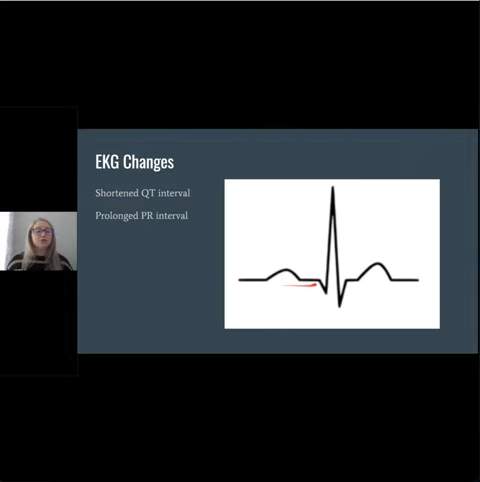 EKG Changes
Shortened QT interval
Prolonged PR interval